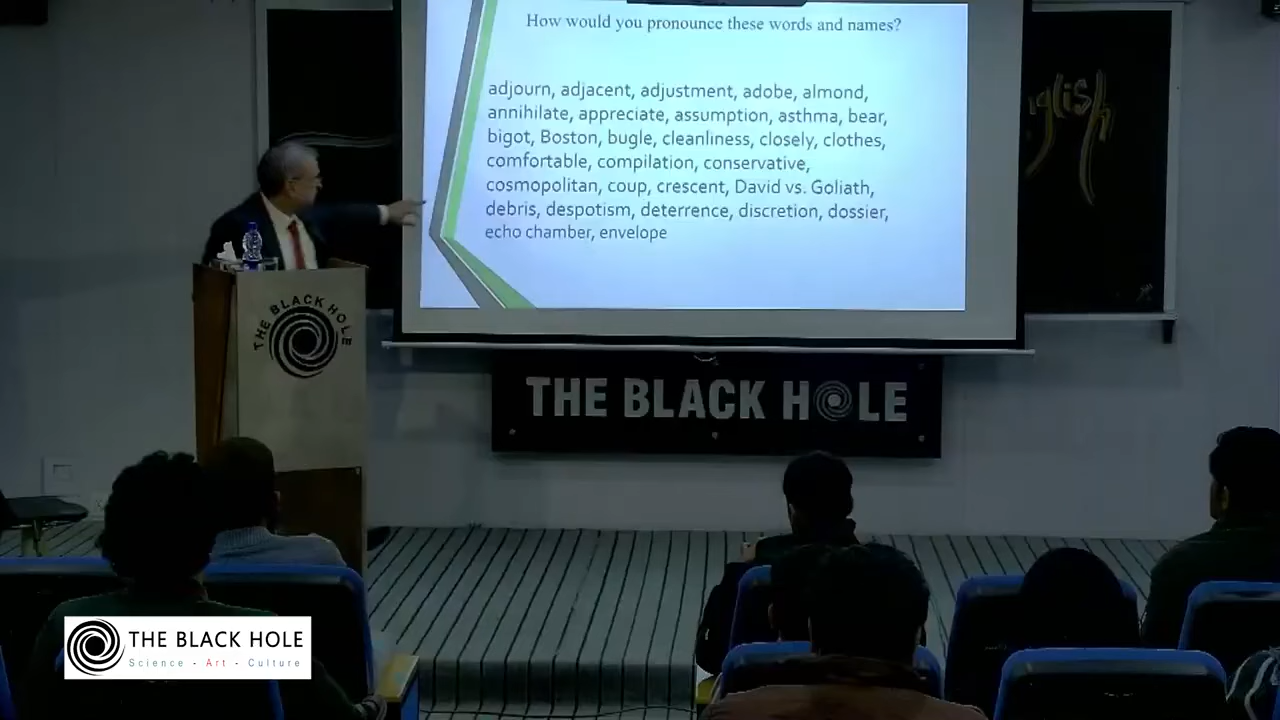 How would you pronounce these words and names?
adjourn, adjacent, adjustment, adobe, almond,
annihilate, appreciate, assumption, asthma, bear,
bigot, Boston, bugle, cleanliness, closely, clothes,
comfortable, compilation, conservative,
cosmopolitan, coup, crescent, David vs. Goliath,
debris, despotism, deterrence, discretion, dossier,
echo chamber, envelope
glish
THE BLACK HOLE
THE BLACK HOLE
THE BLACK HOLE
Science - Art - Culture